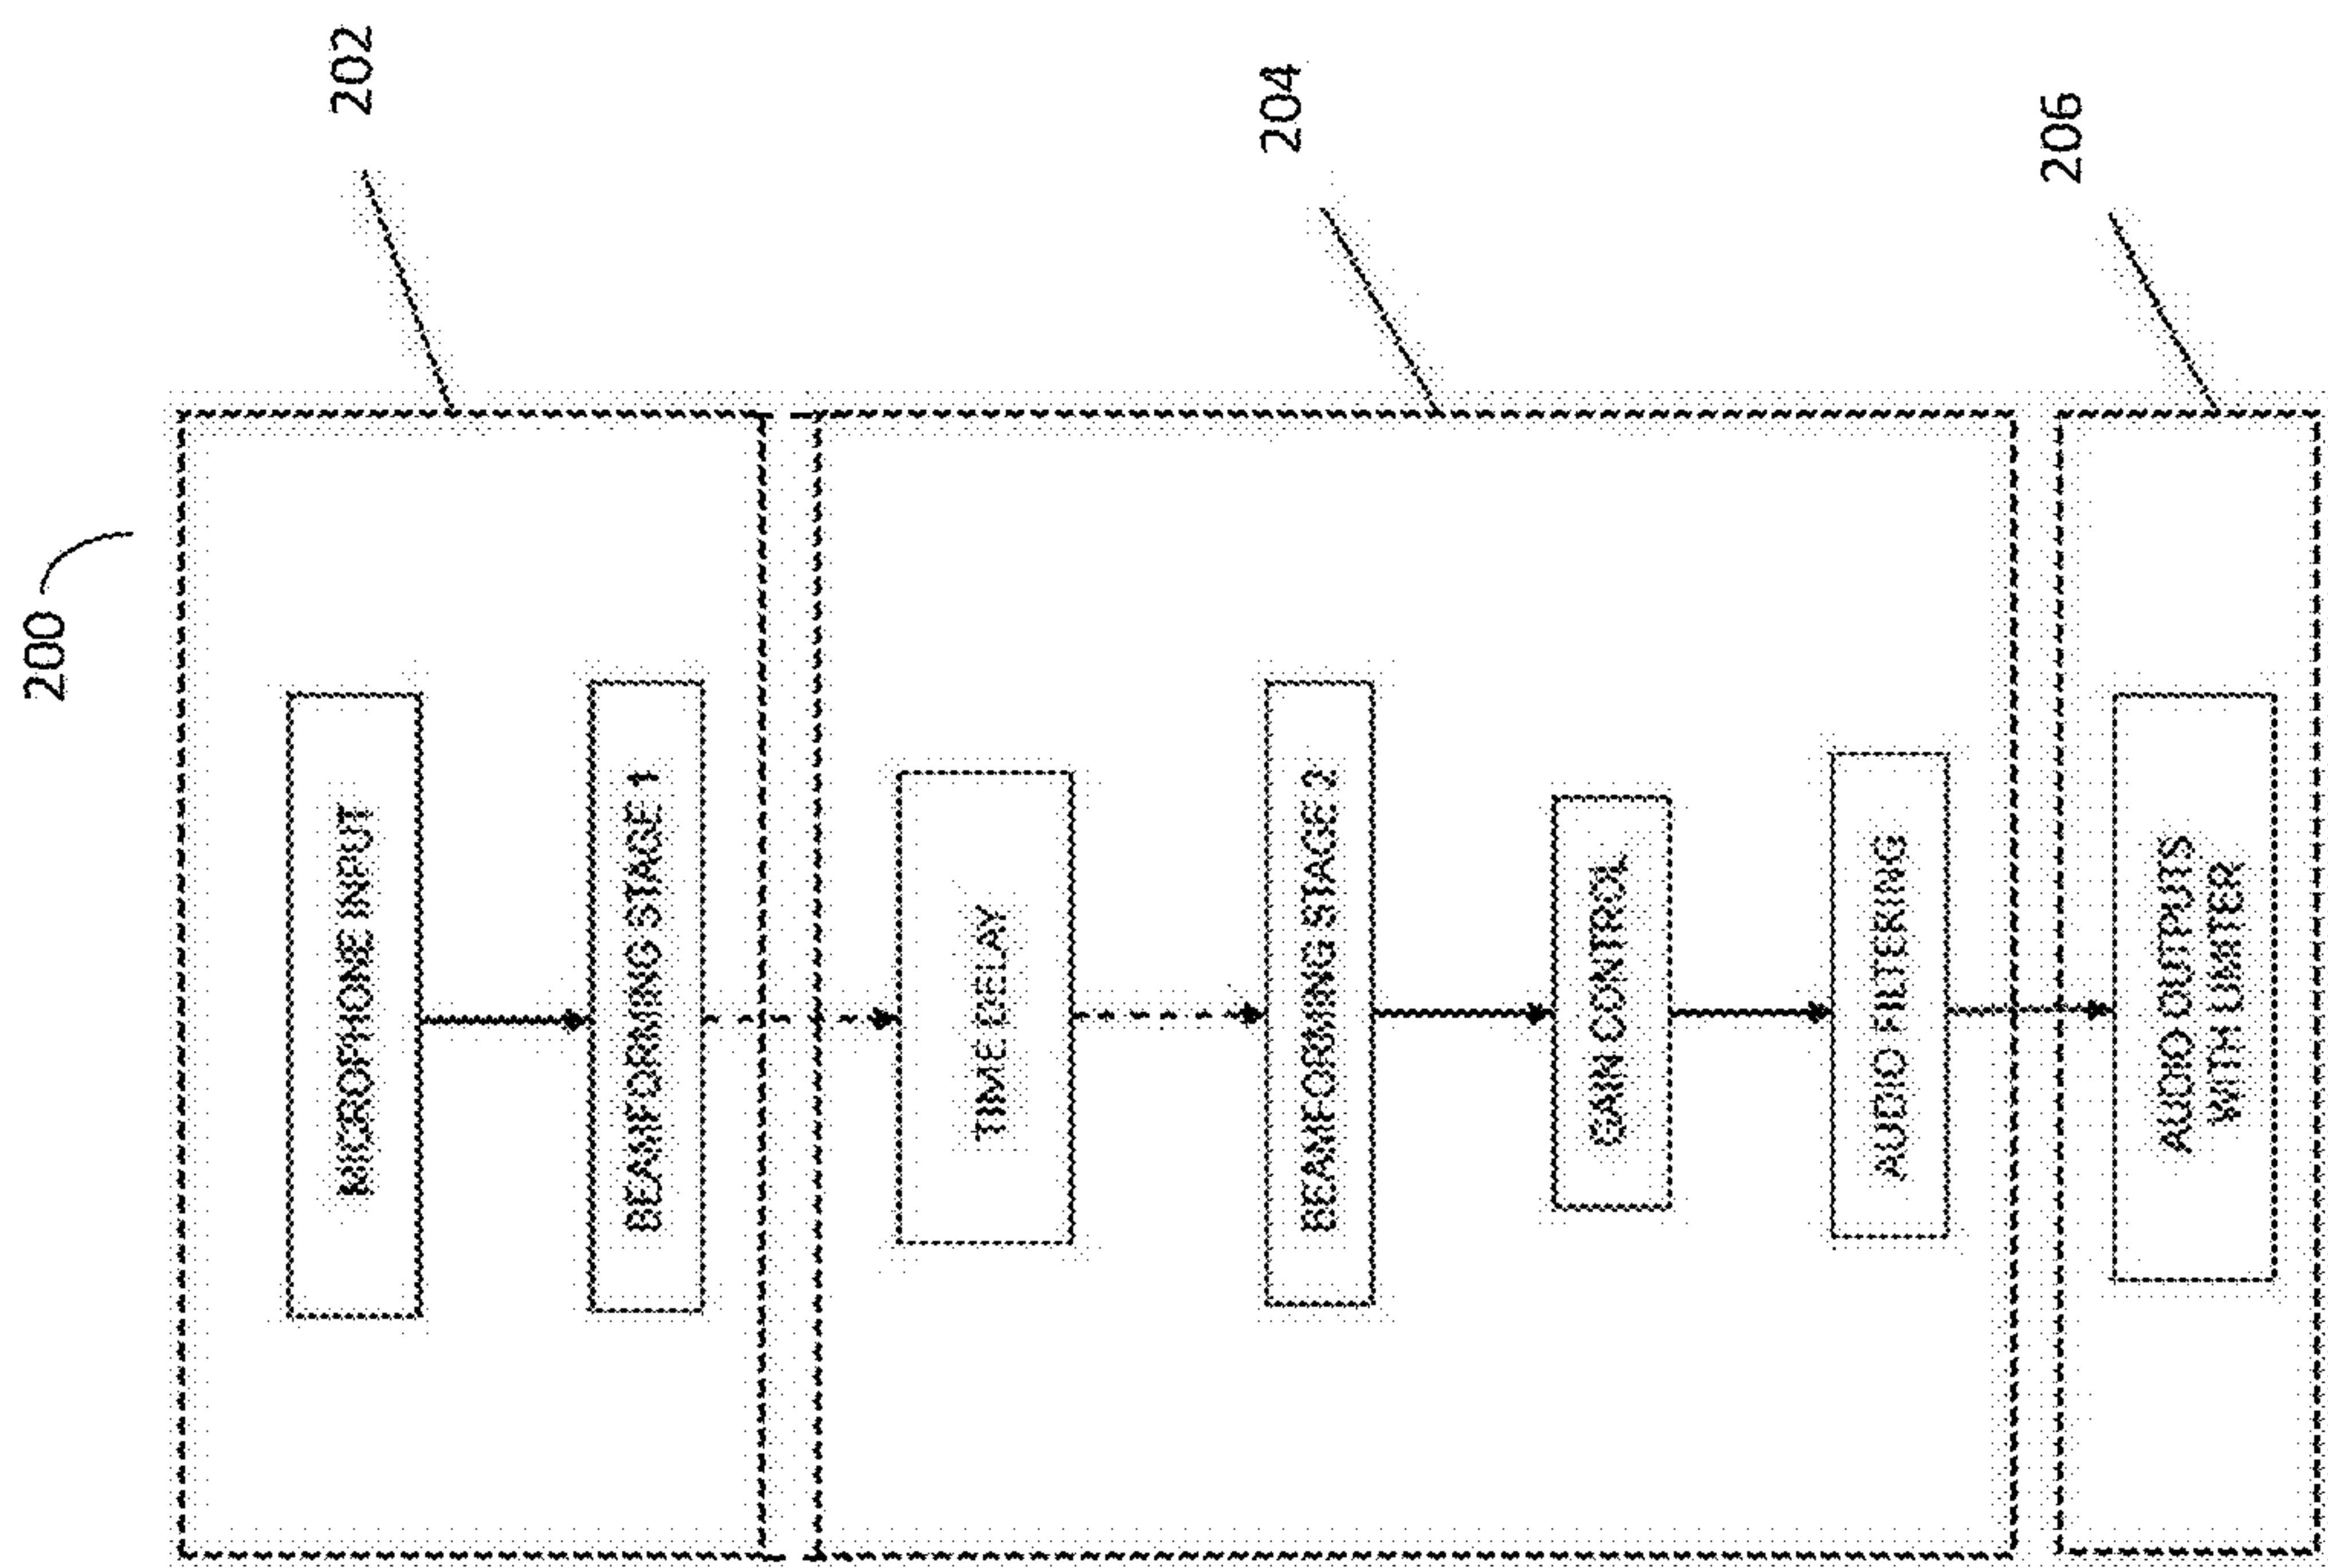 200
202
MICROPHONE INPUT
BEAMFORMING STAGE 1
204
TIME DELAY
BEAMFORMING STAGE 2
GAIN CONTROL
AUDIO FILTERING
206
AUDIO OUTPUTS
WITH LIMITER